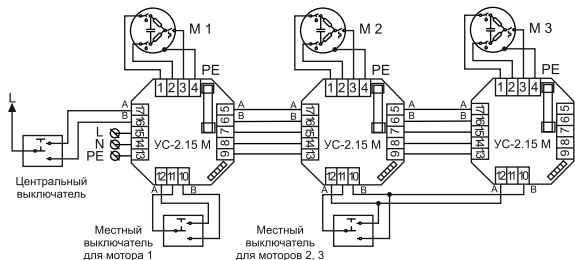 М 1
М 2
М 3
1 2 3 4
PE
1 2 3 4
PE
1 2 3 4
L
A
B
17
16
15
14
13
5
6
7
8
9
A
B
17
16
15
14
13
5
6
7
8
9
A
B
17
16
15
14
13
5
6
7
8
9
L
N
PE
УС-2.15 М
УС-2.15 М
УС-2.15 М
12 11 10
12 11 10
12 11 10
A
B
A
B
A
B
Центральный
выключатель
Местный
выключатель
для мотора 1
Местный
выключатель
для моторов 2, 3